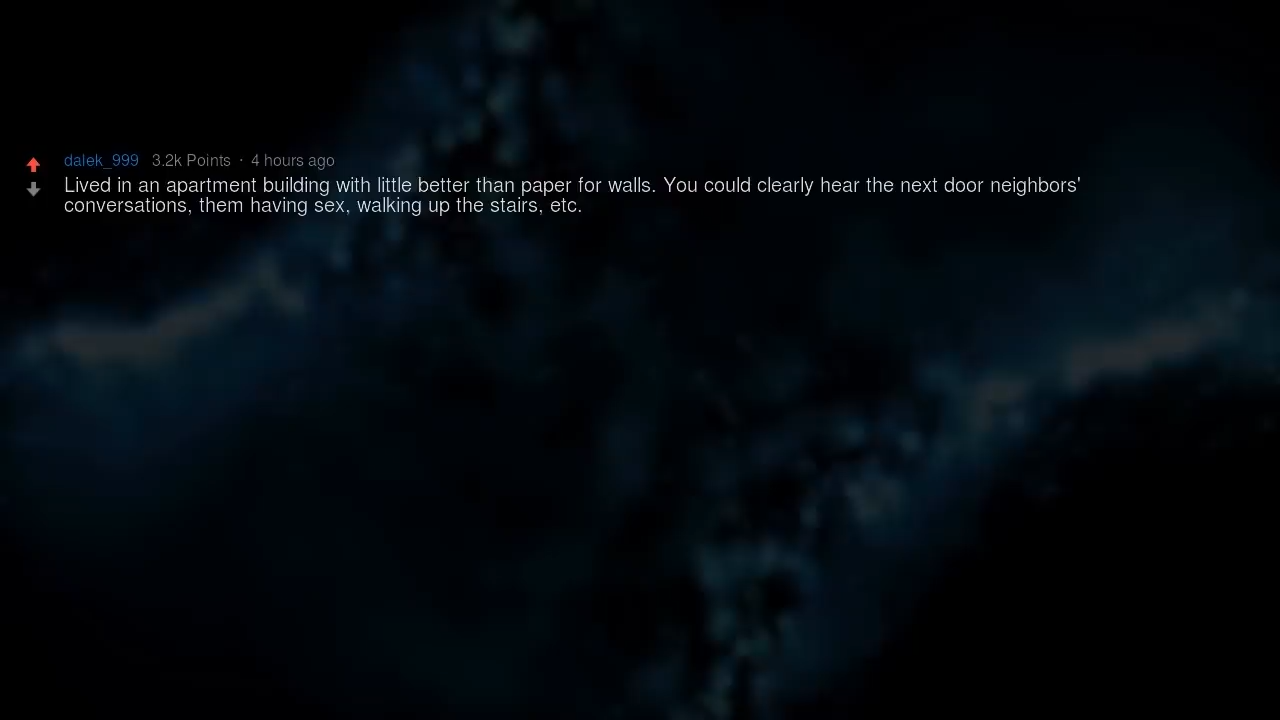 dalek_999 3.2k Points · 4 hours ago
Lived in an apartment building with little better than paper for walls. You could clearly hear the next door neighbors'
conversations, them having sex, walking up the stairs, etc.